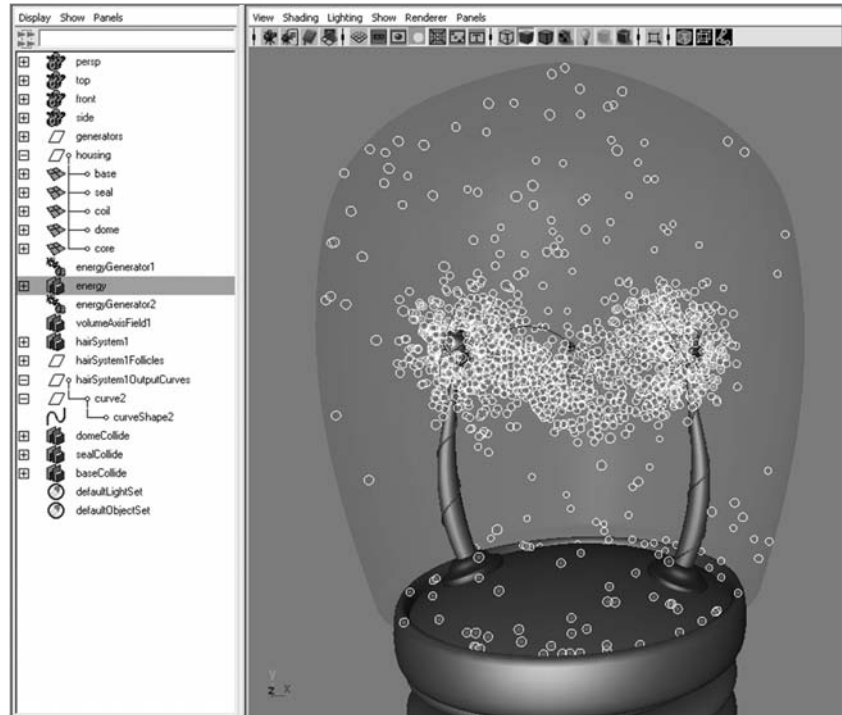 Display Show Panels
View Shading Lighting Show Renderer Panels
persp
top
front
side
generators
housing
base
seal
coil
dome
core
energyGenerator1
energy
energyGenerator2
volumeAxisField1
hairSystem1
hairSystem1Follicles
hairSystem1OutputCurves
curve2
curveShape2
domeCollide
sealCollide
baseCollide
defaultLightSet
defaultObjectSet
y
z x